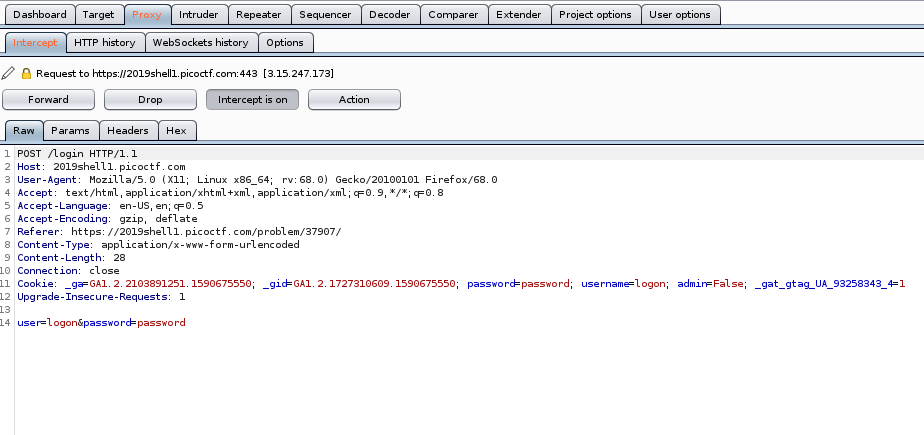 Dashboard Target Proxy Intruder Repeater Sequencer Decoder Comparer Extender Project options User options
Intercept HTTP history WebSockets history Options
Request to https://2019shell1.picoctf.com:443 [3.15.247.173]
Forward Drop Intercept is on Action
Raw Params Headers Hex
1 POST /login HTTP/1.1
2 Host: 2019shell1.picoctf.com
3 User-Agent: Mozilla/5.0 (X11; Linux x86_64; rv:68.0) Gecko/20100101 Firefox/68.0
4 Accept: text/html,application/xhtml+xml,application/xml;q=0.9,*/*;q=0.8
5 Accept-Language: en-US,en;q=0.5
6 Accept-Encoding: gzip, deflate
7 Referer: https://2019shell1.picoctf.com/problem/37907/
8 Content-Type: application/x-www-form-urlencoded
9 Content-Length: 28
10 Connection: close
11 Cookie: _ga=GA1.2.2103891251.1590675550; _gid=GA1.2.1727310609.1590675550; password=password; username=logon; admin=False; _gat_gtag_UA_93258343_4=1
12 Upgrade-Insecure-Requests: 1
13
14 user=logon&password=password